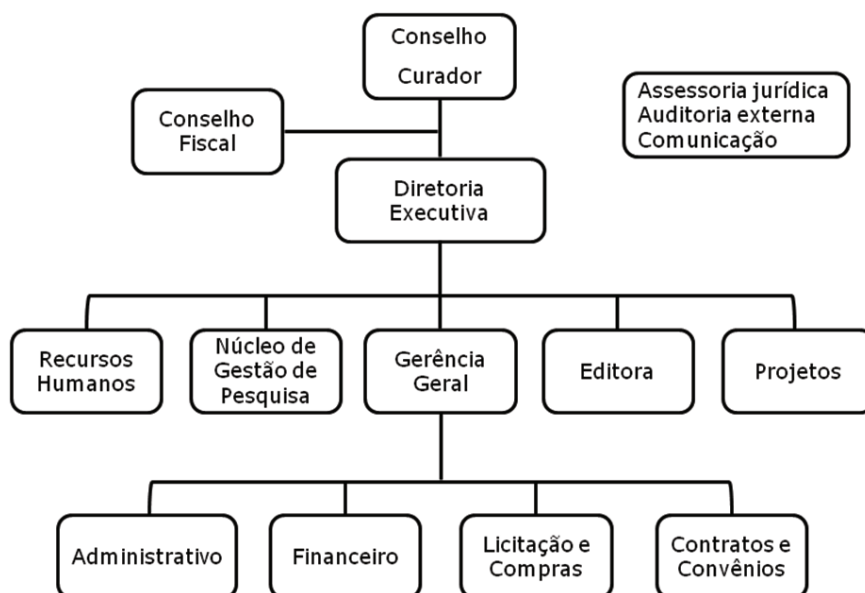 Conselho
Curador
Assessoria jurídica
Auditoria externa
Comunicação
Conselho
Fiscal
Diretoria
Executiva
Recursos
Humanos
Núcleo de
Gestão de
Pesquisa
Gerência
Geral
Editora
Projetos
Administrativo
Financeiro
Licitação e
Compras
Contratos e
Convênios